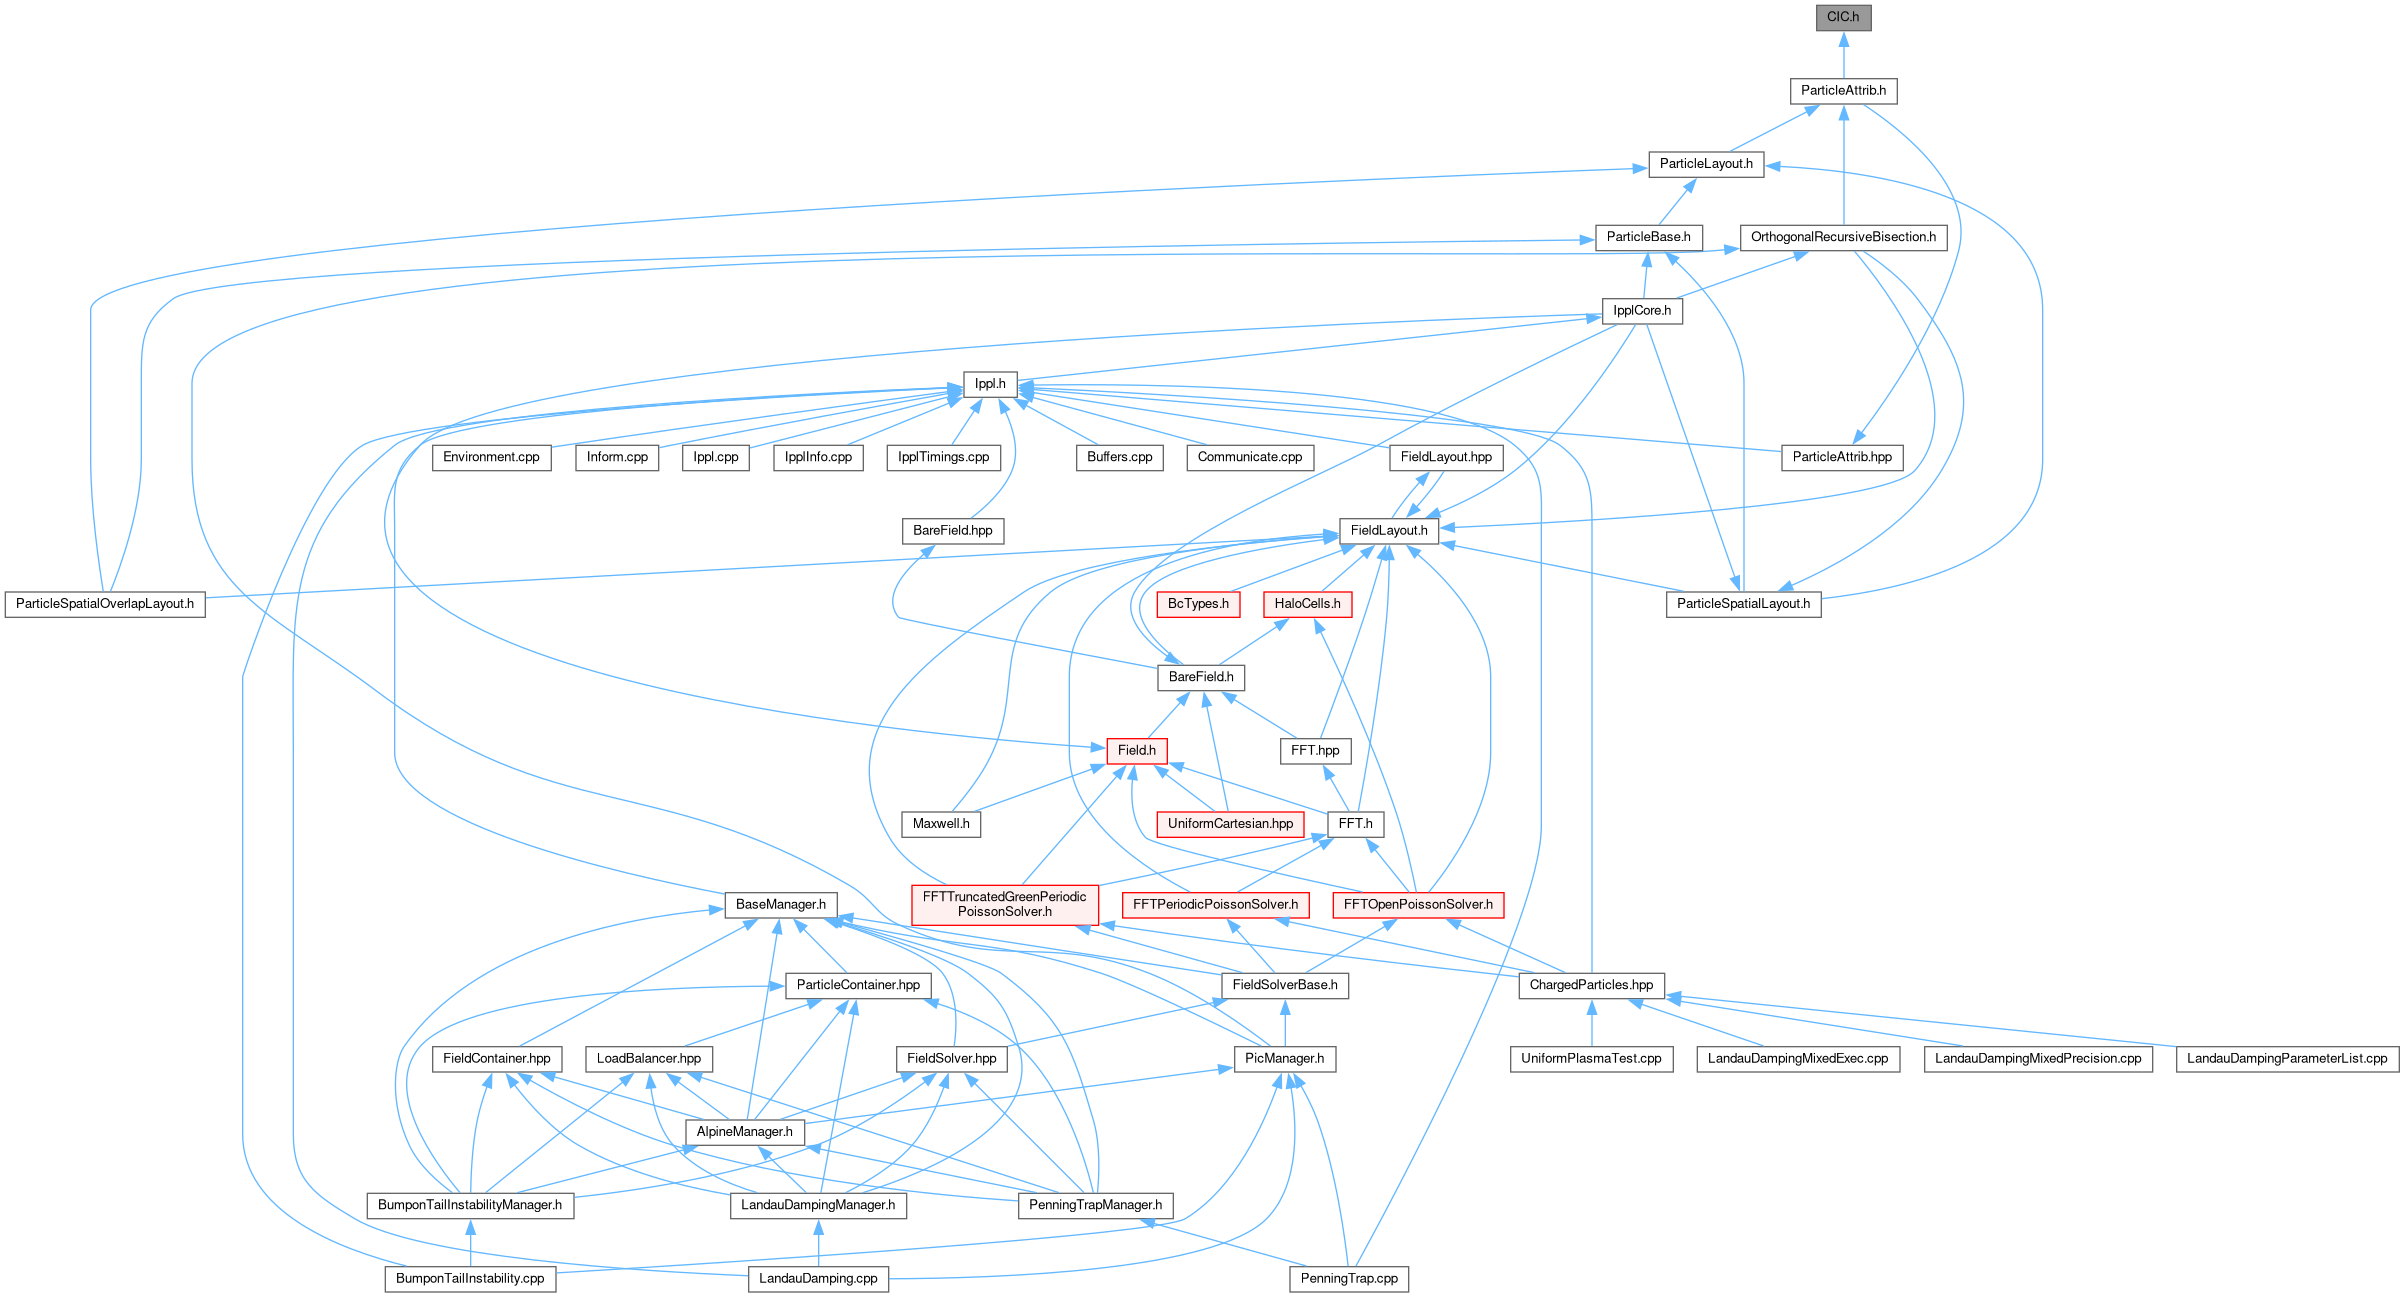 CIC.h
ParticleAttrib.h
ParticleLayout.h
ParticleBase.h
OrthogonalRecursiveBisection.h
IpplCore.h
Ippl.h
Environment.cpp
Inform.cpp
Ippl.cpp
IpplInfo.cpp
IpplTimings.cpp
Buffers.cpp
Communicate.cpp
FieldLayout.hpp
ParticleAttrib.hpp
BareField.hpp
FieldLayout.h
ParticleSpatialOverlapLayout.h
BcTypes.h
HaloCells.h
ParticleSpatialLayout.h
BareField.h
Field.h
FFT.hpp
Maxwell.h
UniformCartesian.hpp
FFT.h
BaseManager.h
FFTTruncatedGreenPeriodic
PoissonSolver.h
FFTPeriodicPoissonSolver.h
FFTOpenPoissonSolver.h
ParticleContainer.hpp
FieldSolverBase.h
ChargedParticles.hpp
FieldContainer.hpp
LoadBalancer.hpp
FieldSolver.hpp
PicManager.h
UniformPlasmaTest.cpp
LandauDampingMixedExec.cpp
LandauDampingMixedPrecision.cpp
LandauDampingParameterList.cpp
AlpineManager.h
BumponTailInstabilityManager.h
LandauDampingManager.h
PenningTrapManager.h
BumponTailInstability.cpp
LandauDamping.cpp
PenningTrap.cpp